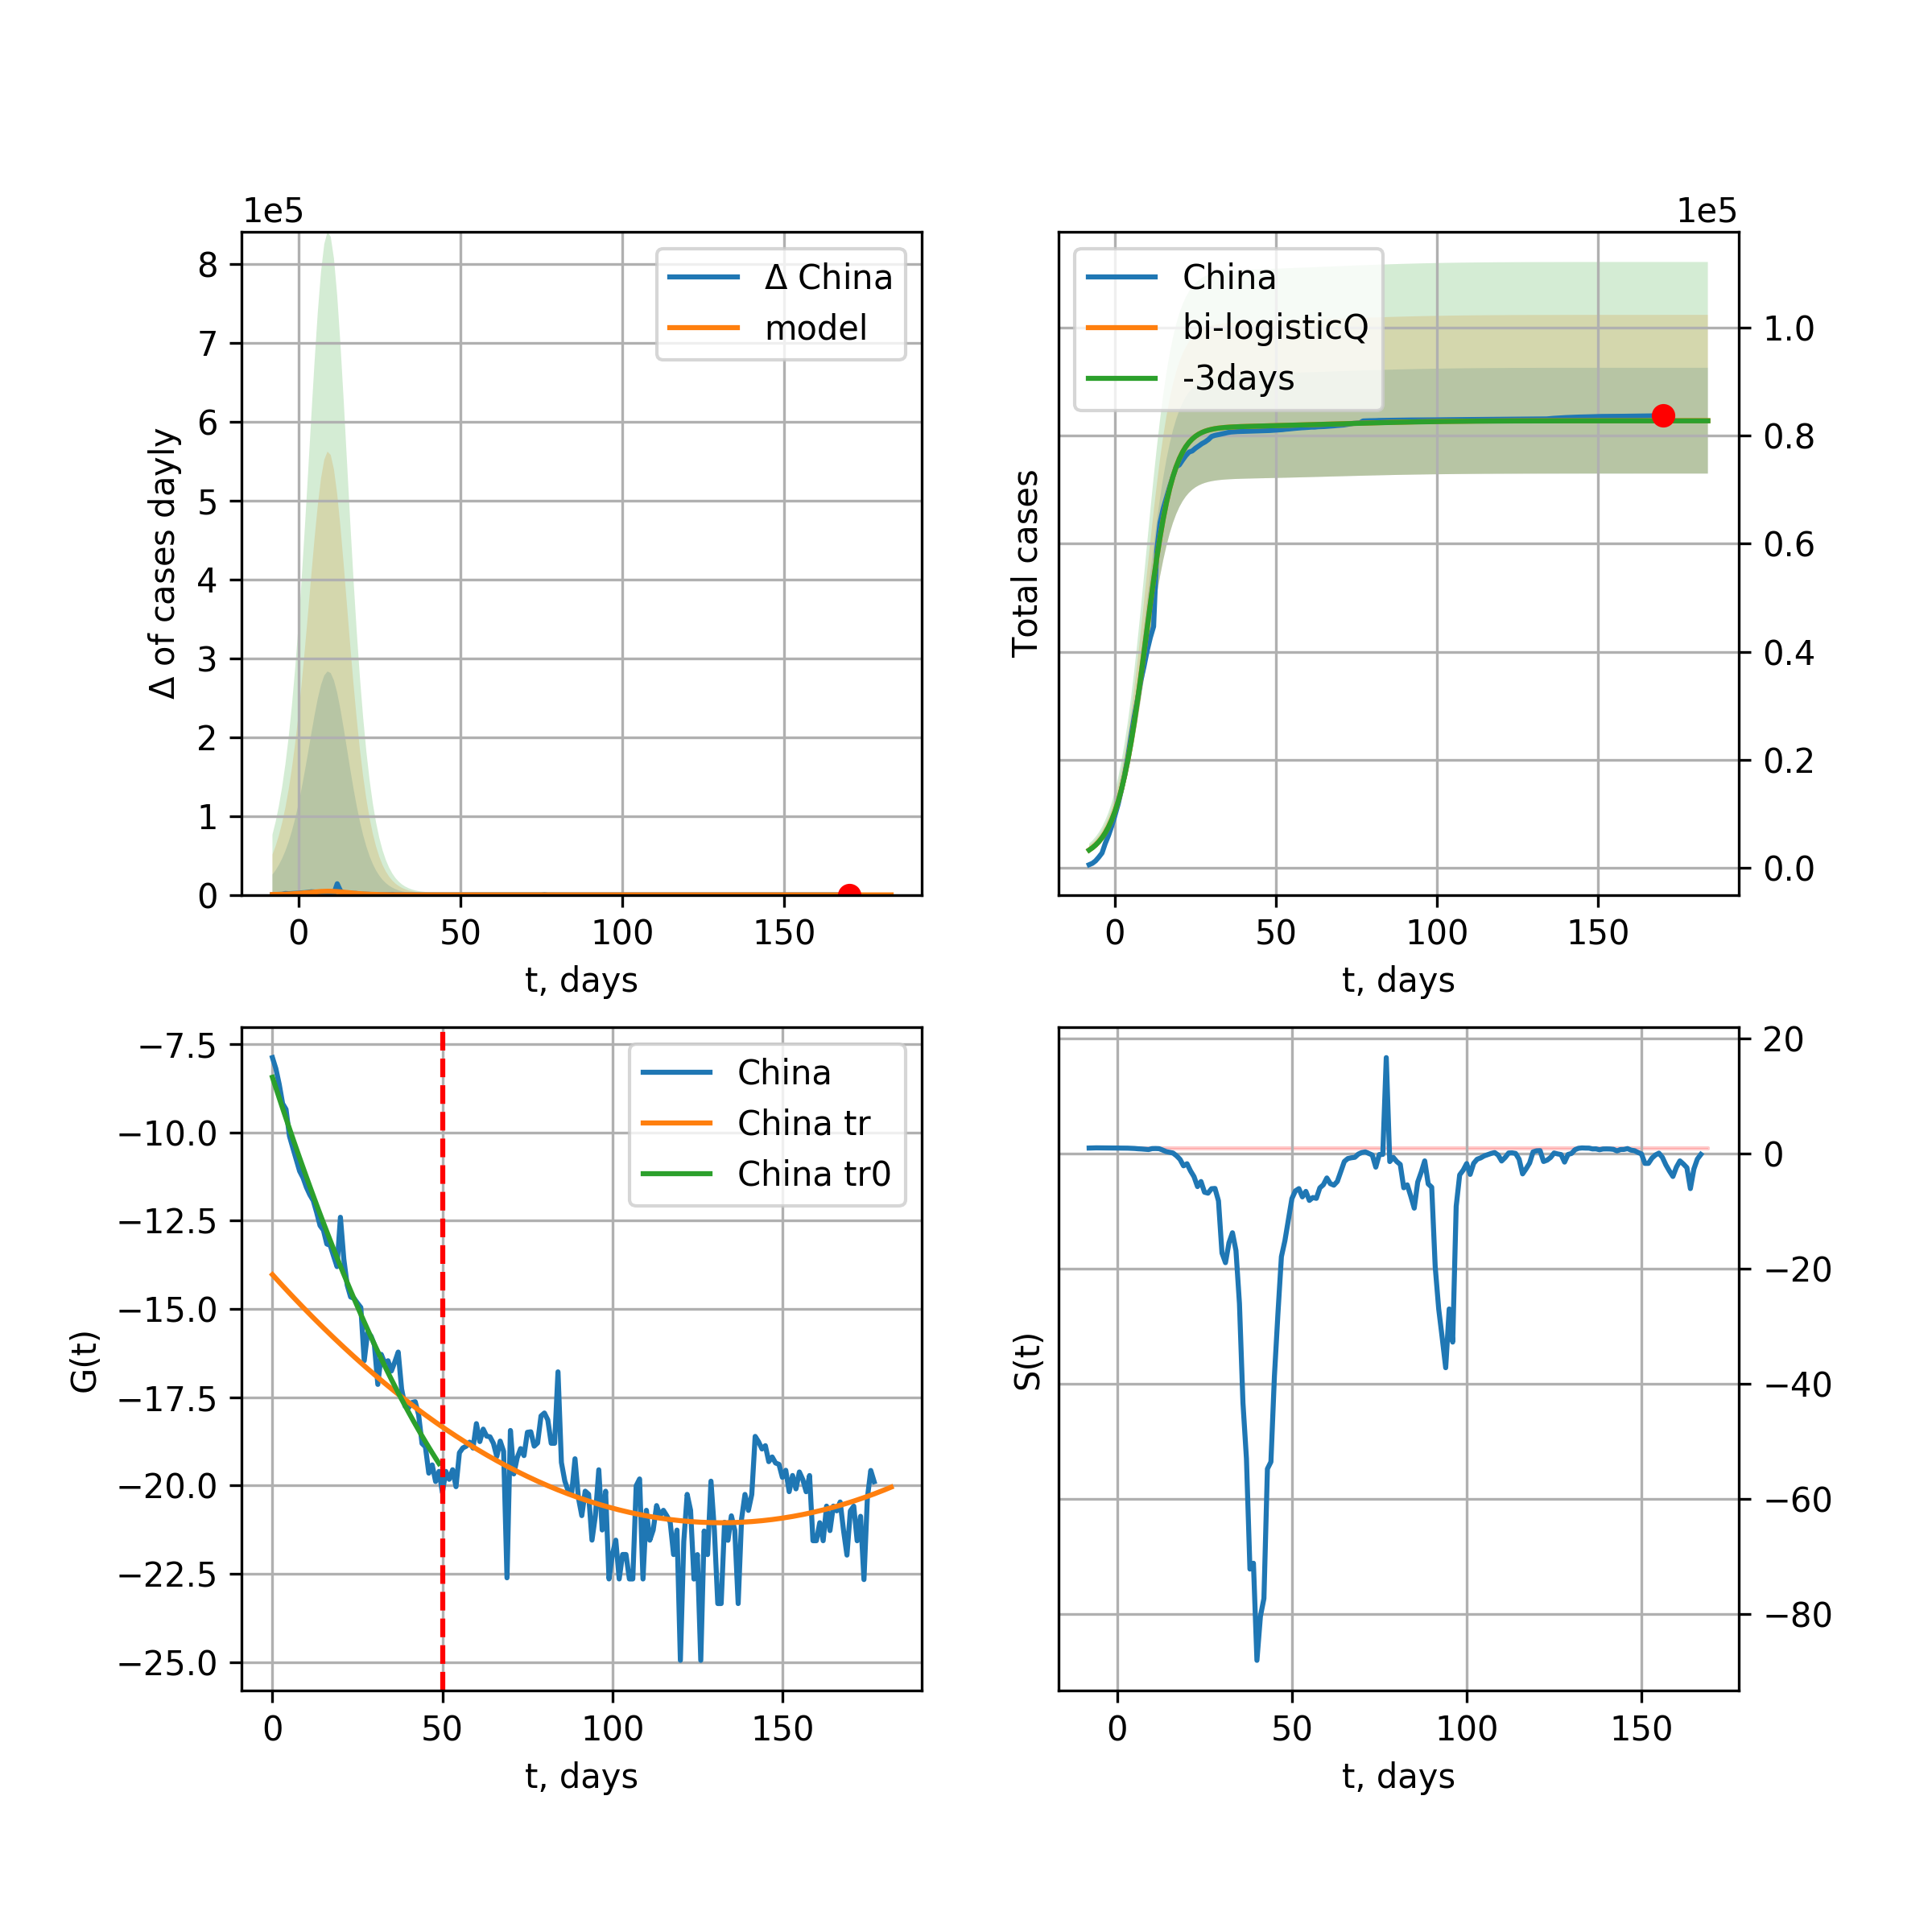 1e5
8
7
6
5
4
3
2
1
0
Δ of cases dayly
0 50 100 150
t, days
Δ China
model
1e5
China
bi-logisticQ
-3days
Total cases
1.0
0.8
0.6
0.4
0.2
0.0
0 50 100 150
t, days
−7.5
−10.0
−12.5
−15.0
−17.5
−20.0
−22.5
−25.0
G(t)
China
China tr
China tr0
0 50 100 150
t, days
S(t)
20
0
−20
−40
−60
−80
0 50 100 150
t, days